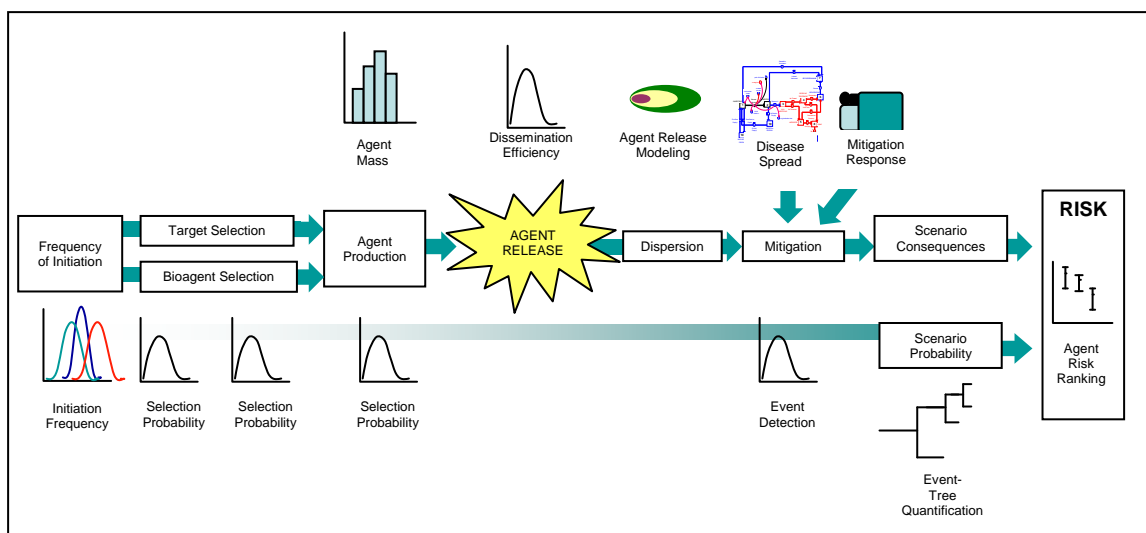 Agent
Mass
Dissemination
Efficiency
Agent Release
Modeling
Disease
Spread
Mitigation
Response
Frequency
of Initiation
Target Selection
Bioagent Selection
Agent
Production
AGENT
RELEASE
Dispersion
Mitigation
Scenario
Consequences
RISK
Agent
Risk
Ranking
Scenario
Probability
Initiation
Frequency
Selection
Probability
Selection
Probability
Selection
Probability
Event
Detection
Event-
Tree
Quantification